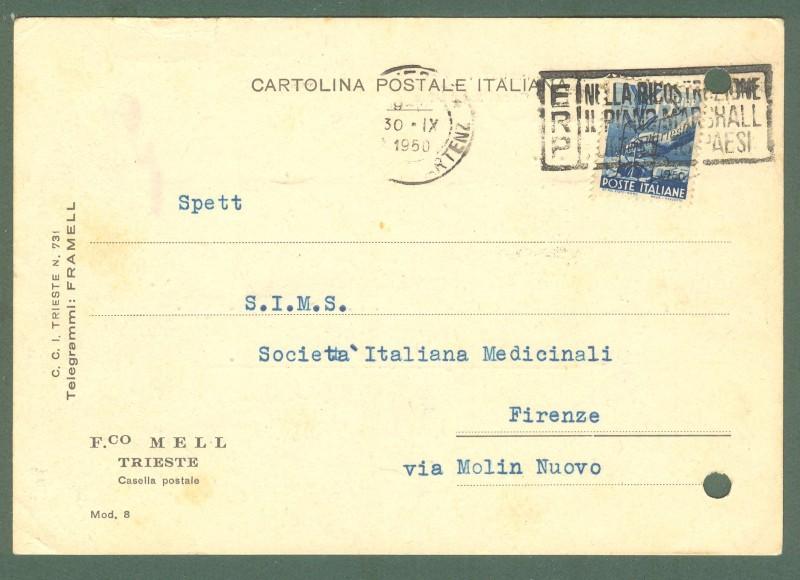 CARTOLINA POSTALE ITALIANA
30 · IX
1950
ERP
NELLA RICOSTRUZIONE
IL PIANO MARSHALL
PAESI
1950
POSTE ITALIANE
Spett
S.I.M.S.
Società Italiana Medicinali
Firenze
via Molin Nuovo
C. C. I. TRIESTE N. 731
Telegrammi: FRAMELL
F.CO MELL
TRIESTE
Casella postale
Mod. 8